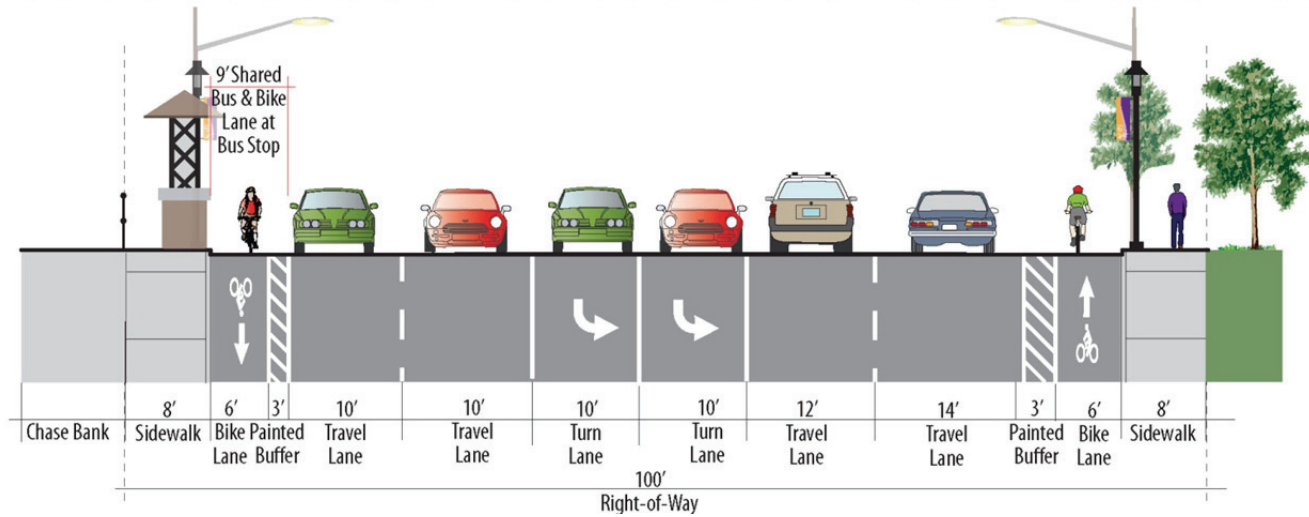 9’ Shared
Bus & Bike
Lane at
Bus Stop
8’ 6’ 3’ 10’ 10’ 10’ 10’ 12’ 14’ 3’ 6’ 8’
Chase Bank Sidewalk Bike Painted Travel Travel Turn Turn Travel Travel Painted Bike Sidewalk
Lane Buffer Lane Lane Lane Lane Lane Lane Buffer Lane
100’
Right-of-Way